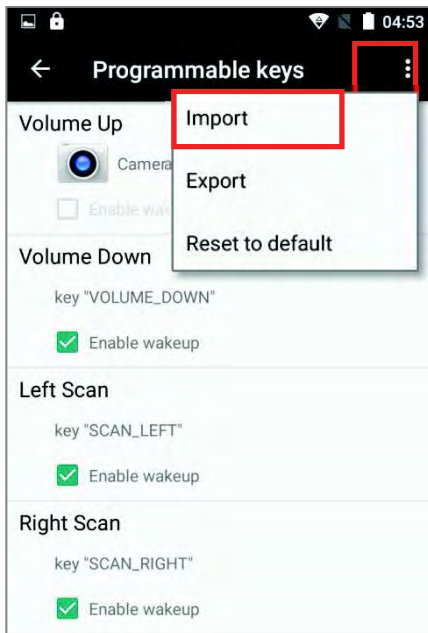 04:53
Programmable keys
Import
Export
Reset to default
Volume Up
Camera
Enable
Volume Down
key "VOLUME_DOWN"
Enable wakeup
Left Scan
key "SCAN_LEFT"
Enable wakeup
Right Scan
key "SCAN_RIGHT"
Enable wakeup